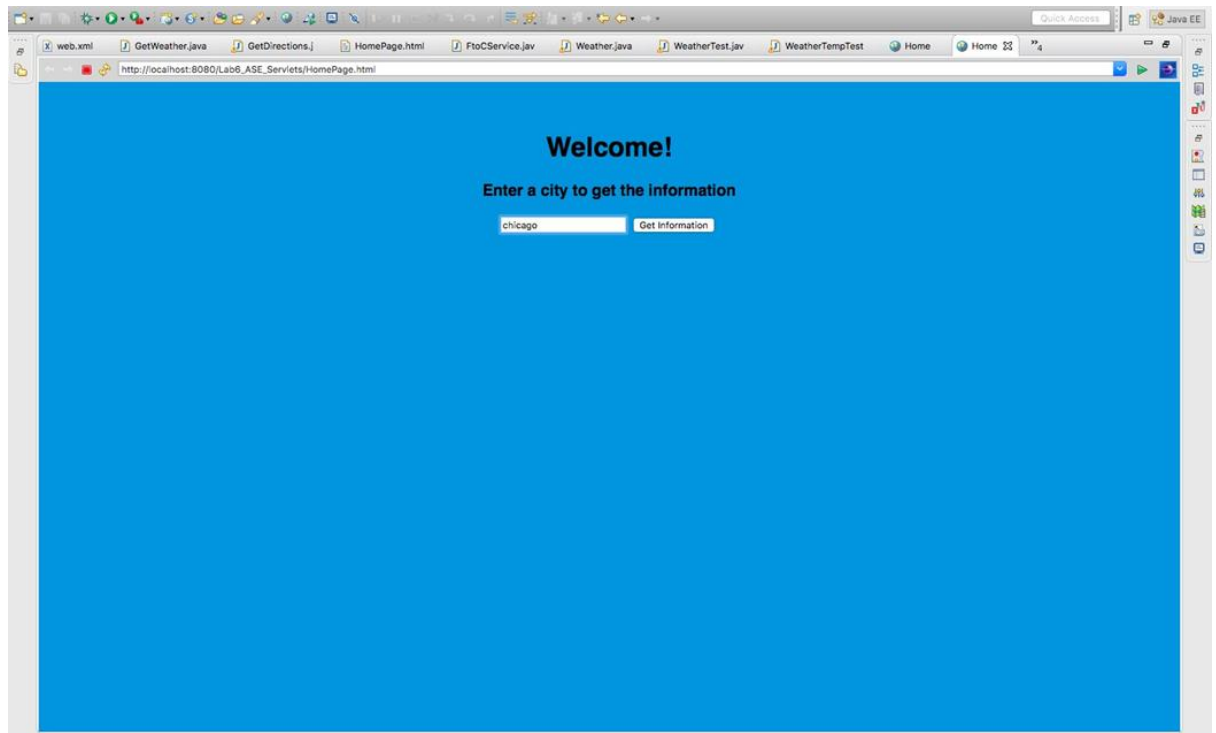 Quick Access Java EE
web.xml GetWeather.java GetDirections.j HomePage.html FtoCService.jav Weather.java WeatherTest.jav WeatherTempTest Home Home »4
http://localhost:8080/Lab6_ASE_Servlets/HomePage.html
Welcome!
Enter a city to get the information
chicago Get Information